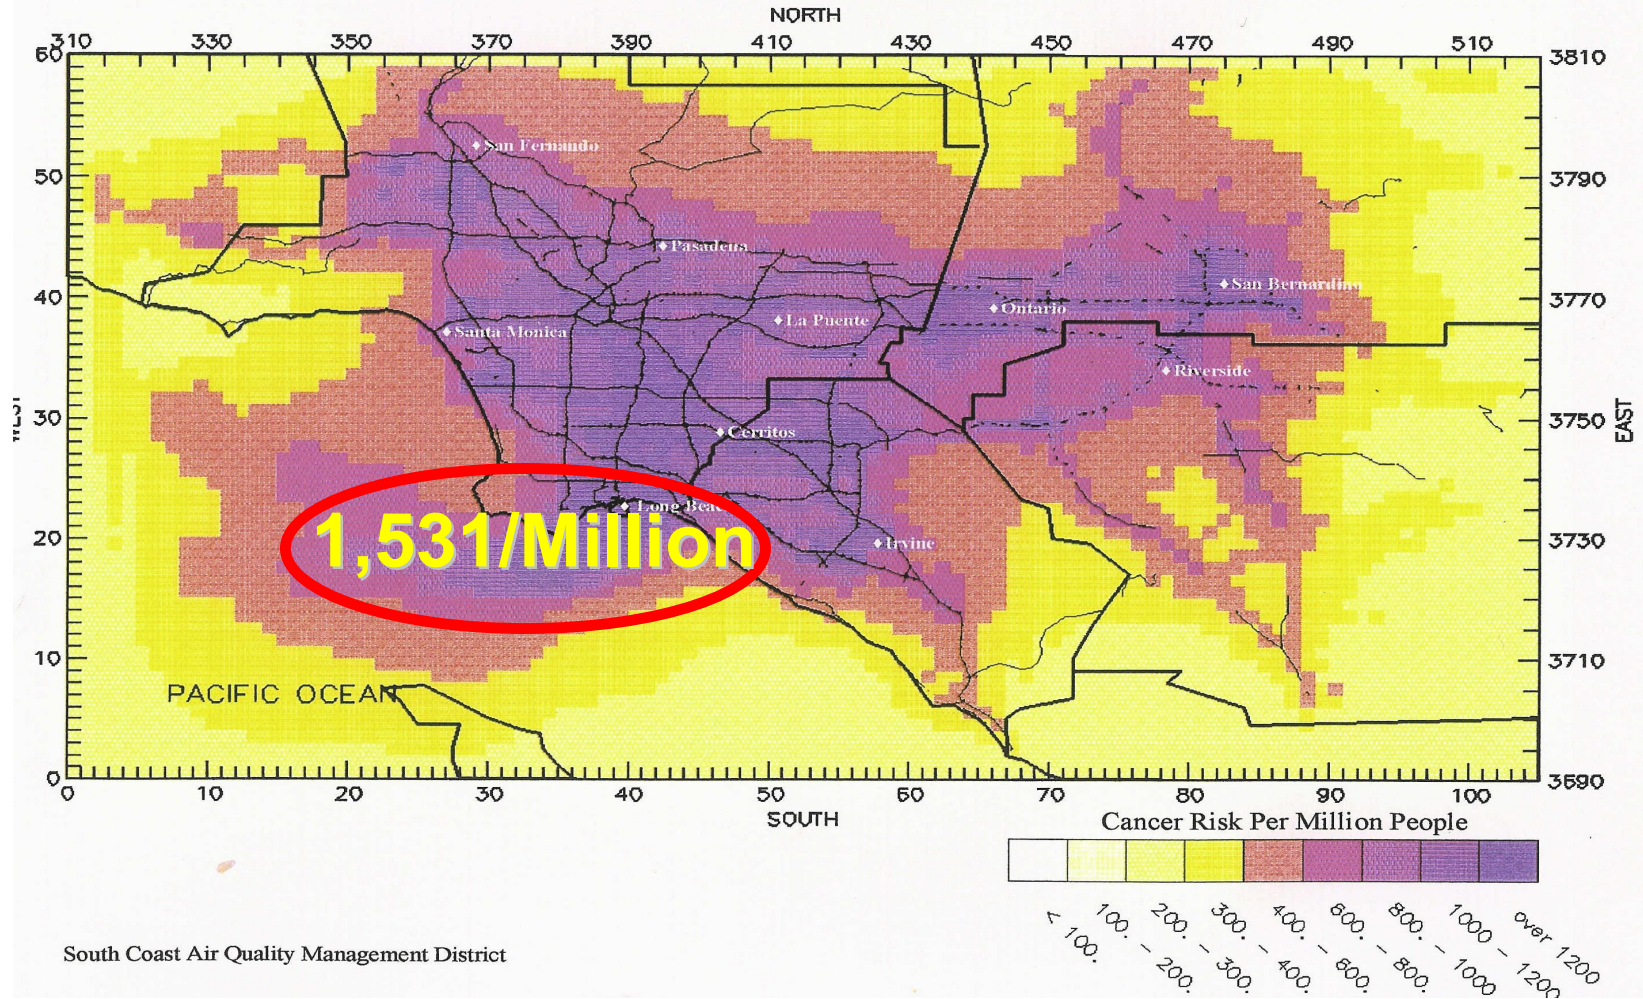 NORTH
310 330 350 370 390 410 430 450 470 490 510
60 3810
San Fernando
50 3790
Pasadena
San Bernardino
40 3770
Ontario
La Puente
Santa Monica
Riverside
WEST
30 3750
EAST
Cerritos
Long Beac
1,531/Million
20 3730
Irvine
10 3710
PACIFIC OCEAN
0 3690
0 10 20 30 40 50 60 70 80 90 100
SOUTH
Cancer Risk Per Million People
< 100.
100. - 200.
200. - 300.
300. - 400.
400. - 600.
600. - 800.
800. - 1000
1000 - 1200
over 1200
South Coast Air Quality Management District